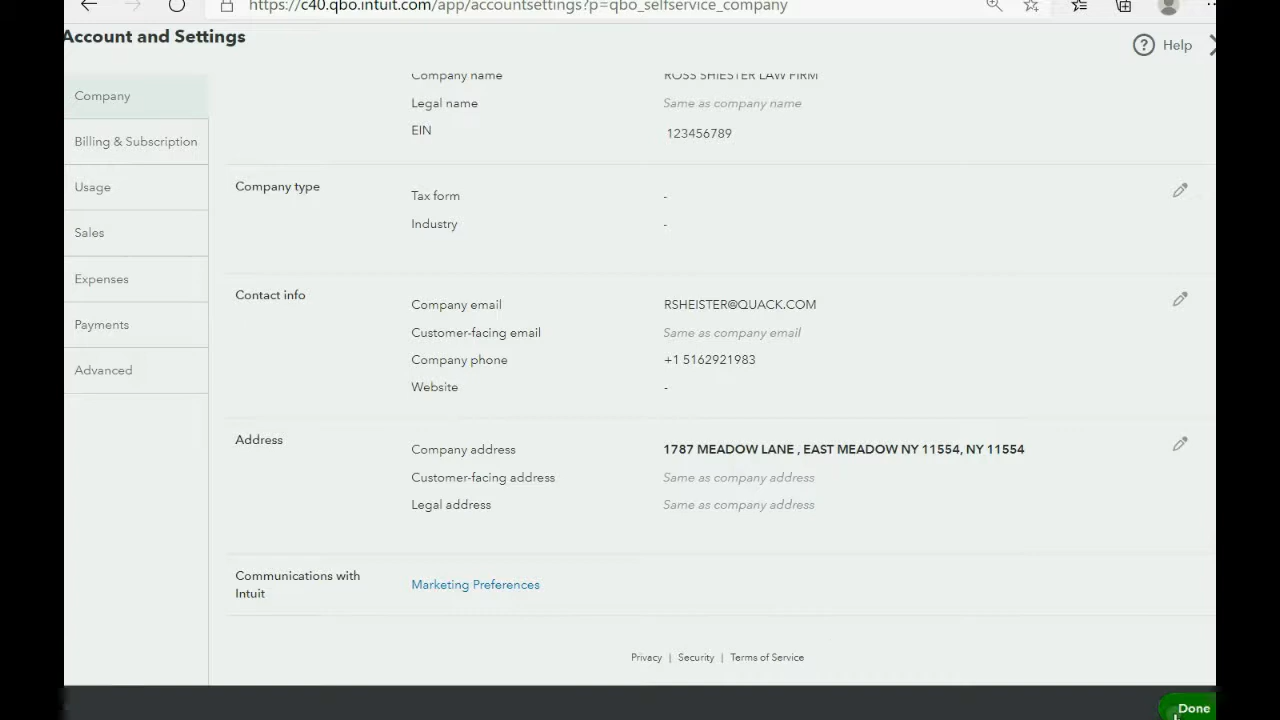 https://c40.qbo.intuit.com/app/accountsettings?p=qbo_selfservice_company
Account and Settings
? Help
Company
Billing & Subscription
Usage
Sales
Expenses
Payments
Advanced
Company name ROSS SHIESTER LAW FIRM
Legal name Same as company name
EIN 123456789
Company type
Tax form -
Industry -
Contact info
Company email RSHEISTER@QUACK.COM
Customer-facing email Same as company email
Company phone +1 5162921983
Website -
Address
Company address 1787 MEADOW LANE , EAST MEADOW NY 11554, NY 11554
Customer-facing address Same as company address
Legal address Same as company address
Communications with
Intuit
Marketing Preferences
Privacy | Security | Terms of Service
Done